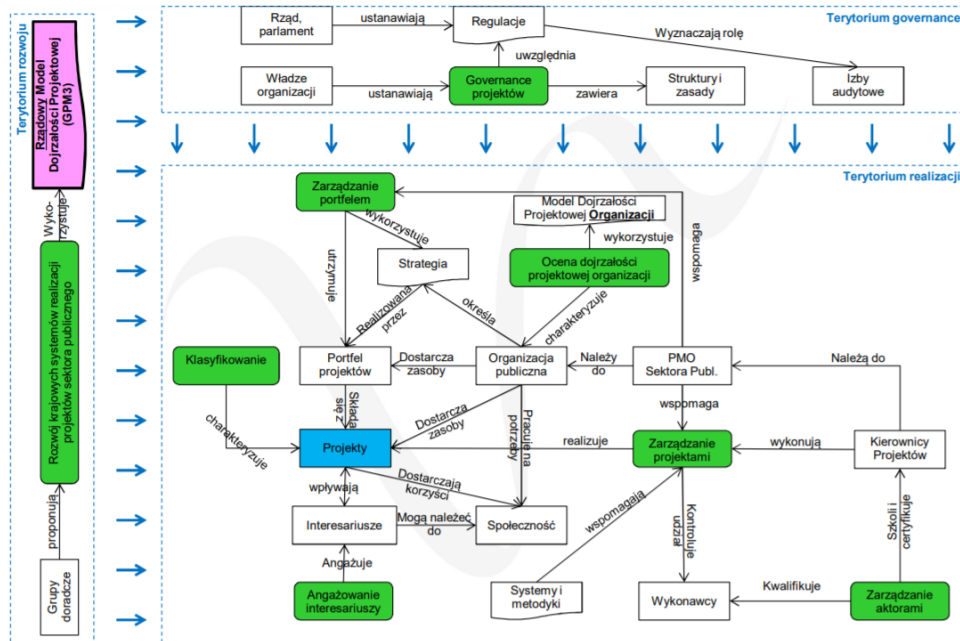 Terytorium rozwoju
Rządowy Model
Dojrzałości Projektowej
(GPM3)
Wyko-
rzystuje
Rozwój krajowych systemów realizacji
projektów sektora publicznego
proponują
Grupy
doradcze
Terytorium governance
Rząd,
parlament
ustanawiają
Regulacje
Wyznaczają rolę
uwzględnia
Władze
organizacji
ustanawiają
Governance
projektów
zawiera
Struktury i
zasady
Izby
audytowe
Terytorium realizacji
Zarządzanie
portfelem
wykorzystuje
Model Dojrzałości
Projektowej Organizacji
wykorzystuje
wspomaga
utrzymuje
Strategia
Ocena dojrzałości
projektowej organizacji
Realizowana
przez
określa
charakteryzuje
Klasyfikowanie
Portfel
projektów
Dostarcza
zasoby
Organizacja
publiczna
Należy
do
PMO
Sektora Publ.
Należą do
charakteryzuje
Składa
się z
Dostarcza
zasoby
Pracuje na
potrzeby
wspomaga
Projekty
realizuje
Zarządzanie
projektami
wykonują
Kierownicy
Projektów
wpływają
Dostarczają
korzyści
wspomagają
Interesariusze
Mogą należeć
do
Społeczność
Kontroluje
udział
Szkoli i
certyfikuje
Angażuje
Angażowanie
interesariuszy
Systemy i
metodyki
Wykonawcy
Kwalifikuje
Zarządzanie
aktorami